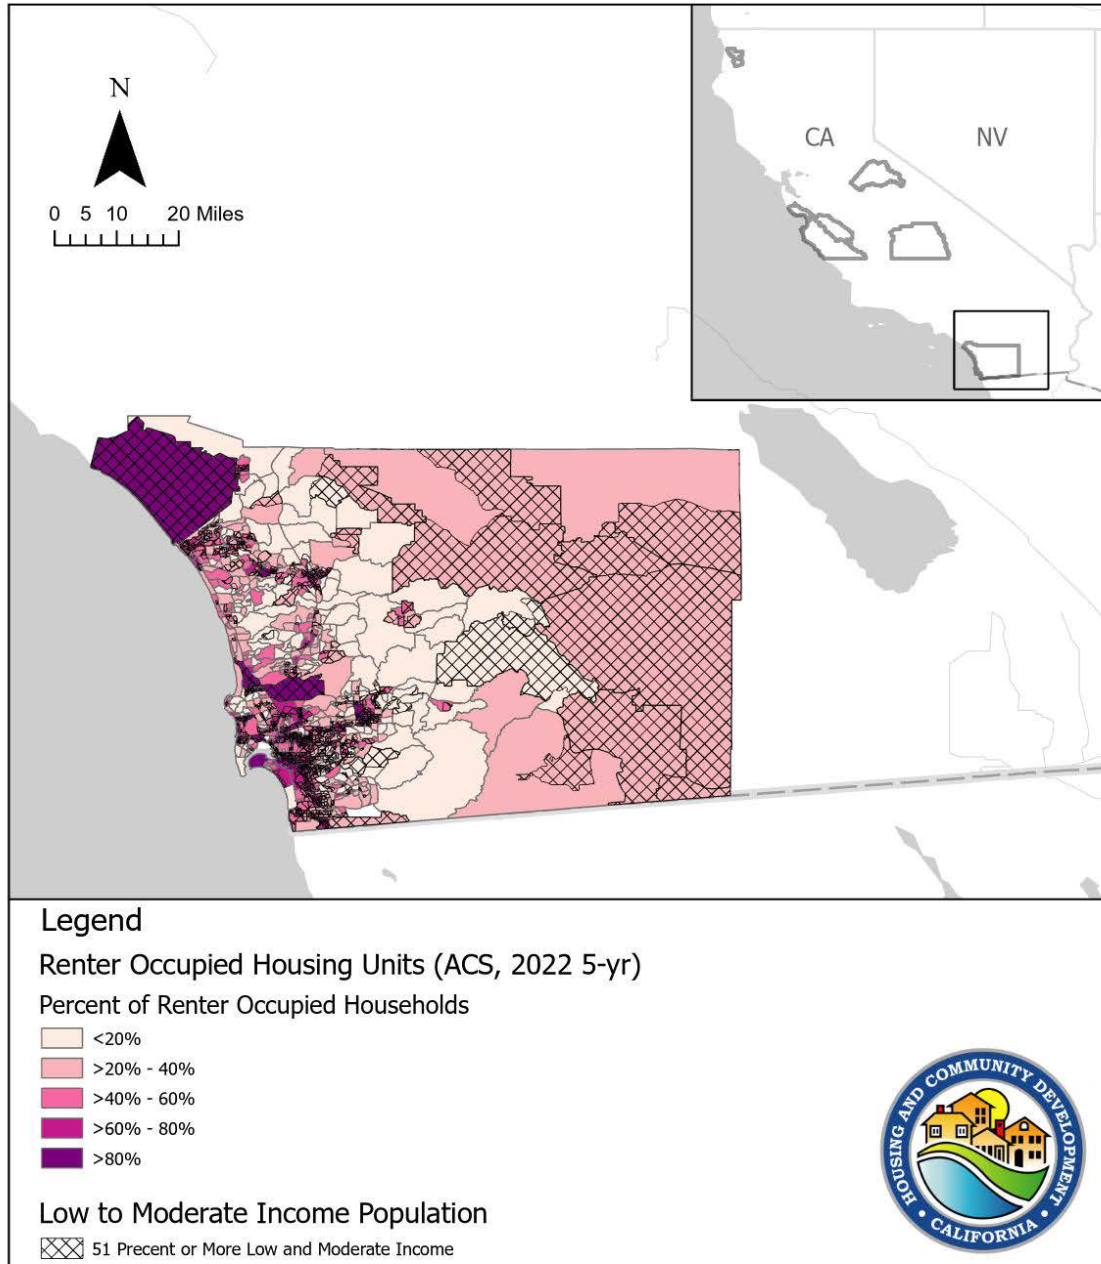 N
0 5 10 20 Miles
CA
NV
Legend
Renter Occupied Housing Units (ACS, 2022 5-yr)
Percent of Renter Occupied Households
<20%
>20% - 40%
>40% - 60%
>60% - 80%
>80%
Low to Moderate Income Population
51 Precent or More Low and Moderate Income
HOUSING AND COMMUNITY DEVELOPMENT
• CALIFORNIA •